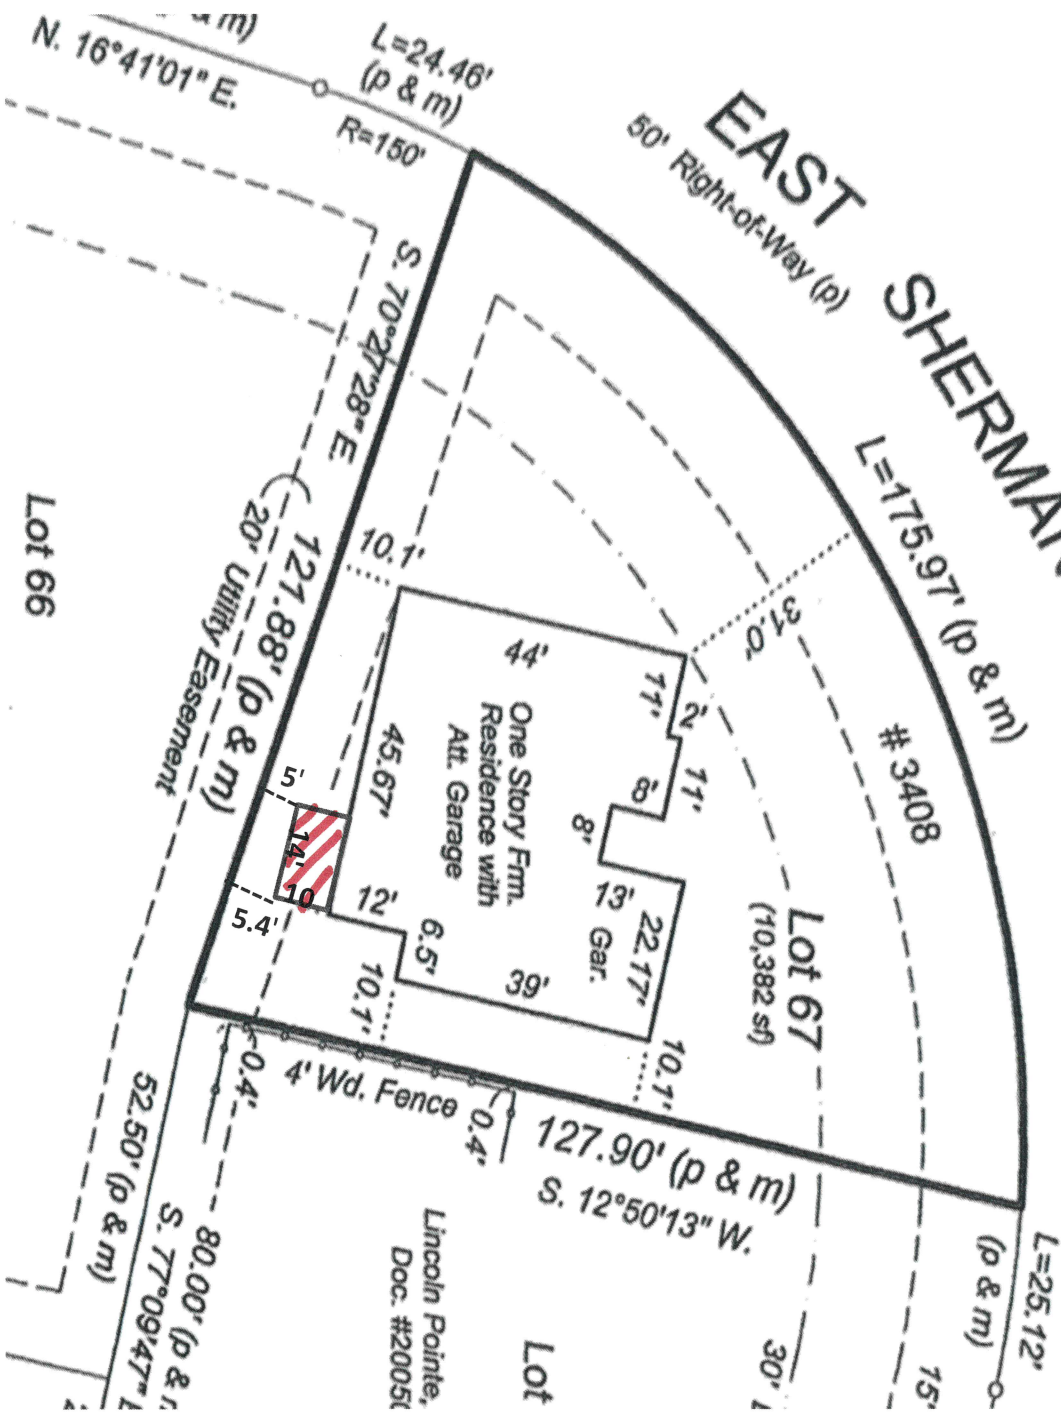 & m)
N. 16°41'01" E.
L=24.46'
(p & m)
R=150'
EAST SHERMAN
50' Right-of-Way (p)
S. 70°27'28" E.
121.88' (p & m)
20' Utility Easement
Lot 66
L=175.97' (p & m)
31.0'
# 3408
10.1'
44'
11'
2'
11'
8'
8'
13'
22.17'
Gar.
45.67'
One Story Frm.
Residence with
Att. Garage
5'
14'
10
5.4'
12'
6.5'
39'
10.1'
10.1'
Lot 67
(10,382 sf)
0.4'
4' Wd. Fence
0.4'
127.90' (p & m)
S. 12°50'13" W.
52.50' (p & m)
80.00' (p &
S. 77°09'47"
Lincoln Pointe,
Doc. #20050
Lot
30'
15'
L=25.12'
(p & m)